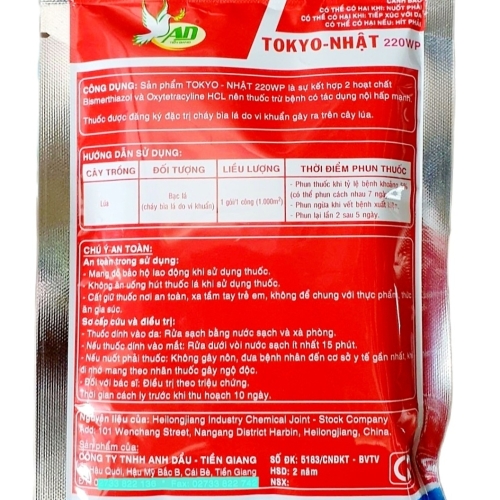 CẢNH BÁO
CÓ THỂ CÓ HẠI KHI: NUỐT PHẢI
CÓ THỂ CÓ HẠI KHI: TIẾP XÚC VỚI DA
CÓ THỂ CÓ HẠI NẾU: HÍT PHẢI
AD
TOKYO-NHẬT 220WP
CÔNG DỤNG: Sản phẩm TOKYO - NHẬT 220WP là sự kết hợp 2 hoạt chất
Bismerthiazol và Oxytetracyline HCL nên thuốc trừ bệnh có tác dụng nội hấp mạnh.
Thuốc được đăng ký đặc trị cháy bìa lá do vi khuẩn gây ra trên cây lúa.
HƯỚNG DẪN SỬ DỤNG:
CÂY TRỒNG ĐỐI TƯỢNG LIỀU LƯỢNG THỜI ĐIỂM PHUN THUỐC
Lúa
Bạc lá
(cháy bìa lá do vi khuẩn)
1 gói/1 công (1.000m²)
- Phun thuốc khi tỷ lệ bệnh khoảng
(có thể phun cách nhau 7 ngày
- Phun ngừa khi vết bệnh xuất
- Phun lại lần 2 sau 5 ngày.
CHÚ Ý AN TOÀN:
An toàn trong sử dụng:
- Mang đồ bảo hộ lao động khi sử dụng thuốc.
- Không ăn uống hút thuốc lá khi sử dụng thuốc.
- Cất giữ thuốc nơi an toàn, xa tầm tay trẻ em, không để chung với thực phẩm, thức
ăn gia súc.
Sơ cấp cứu và điều trị:
- Thuốc dính vào da: Rửa sạch bằng nước sạch và xà phòng.
- Nếu thuốc dính vào mắt: Rửa dưới vòi nước sạch ít nhất 15 phút.
- Nếu nuốt phải thuốc: Không gây nôn, đưa bệnh nhân đến cơ sở y tế gần nhất, khi
đi nhớ mang theo nhãn thuốc gây ngộ độc.
- Đối với bác sĩ: Điều trị theo triệu chứng.
Thời gian cách ly trước khi thu hoạch 10 ngày.
Nguyên liệu của: Heilongjiang Industry Chemical Joint - Stock Company
Add: 101 Wenchang Street, Nangang District Harbin, Heilongjiang, China.
Sản phẩm của:
CÔNG TY TNHH ANH DẦU - TIỀN GIANG
Hậu Quới, Hậu Mỹ Bắc B, Cái Bè, Tiền Giang
SỐ ĐK: 5183/CNĐKT - BVTV
HSD: 2 năm
NSX: